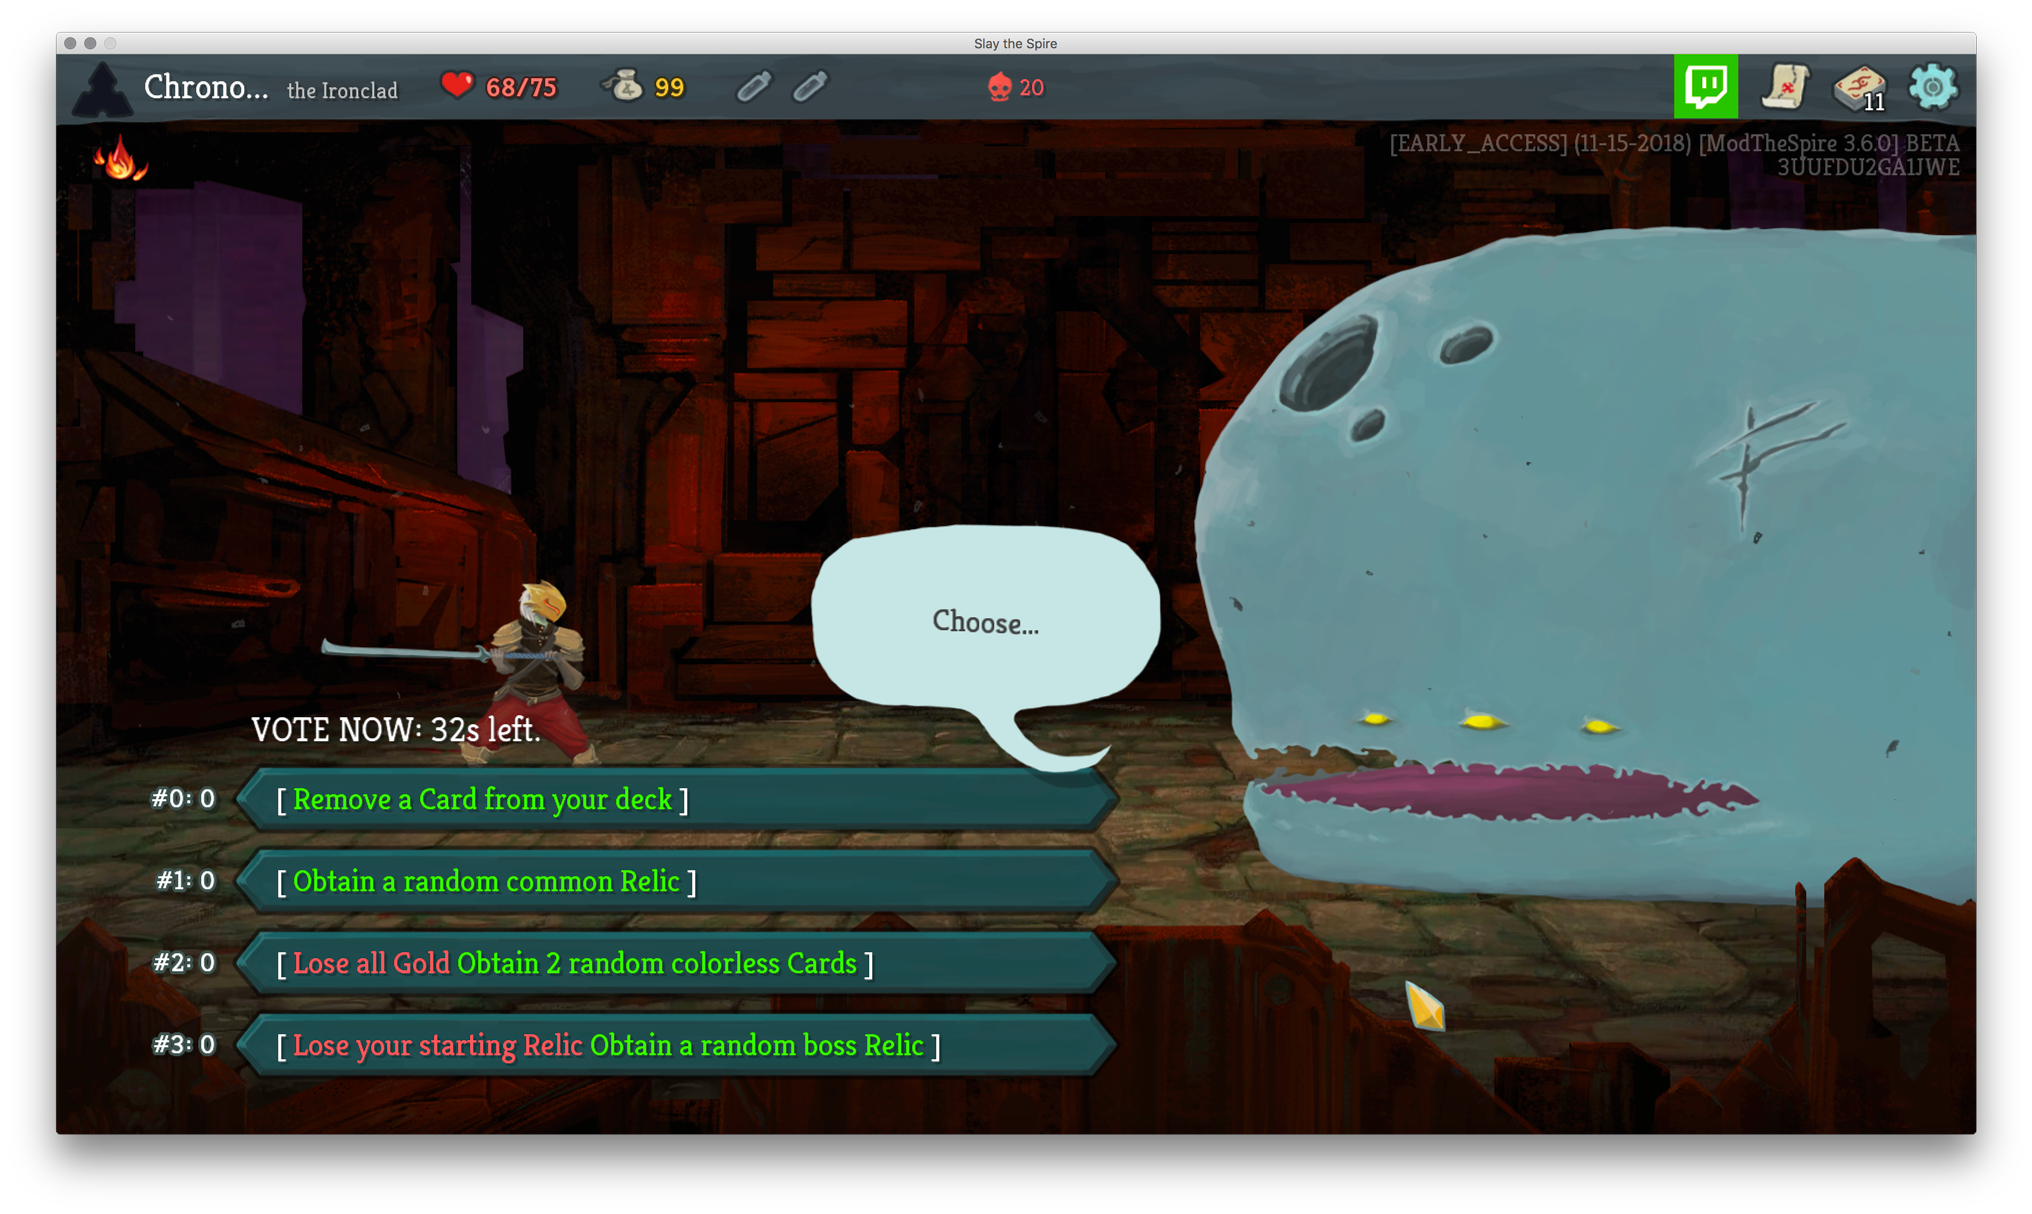 Slay the Spire
Chrono... the Ironclad 68/75 99 20 11
[EARLY_ACCESS] (11-15-2018) [ModTheSpire 3.6.0] BETA
3UUFDU2GA1JWE
Choose...
VOTE NOW: 32s left.
#0: 0 [ Remove a Card from your deck ]
#1: 0 [ Obtain a random common Relic ]
#2: 0 [ Lose all Gold Obtain 2 random colorless Cards ]
#3: 0 [ Lose your starting Relic Obtain a random boss Relic ]